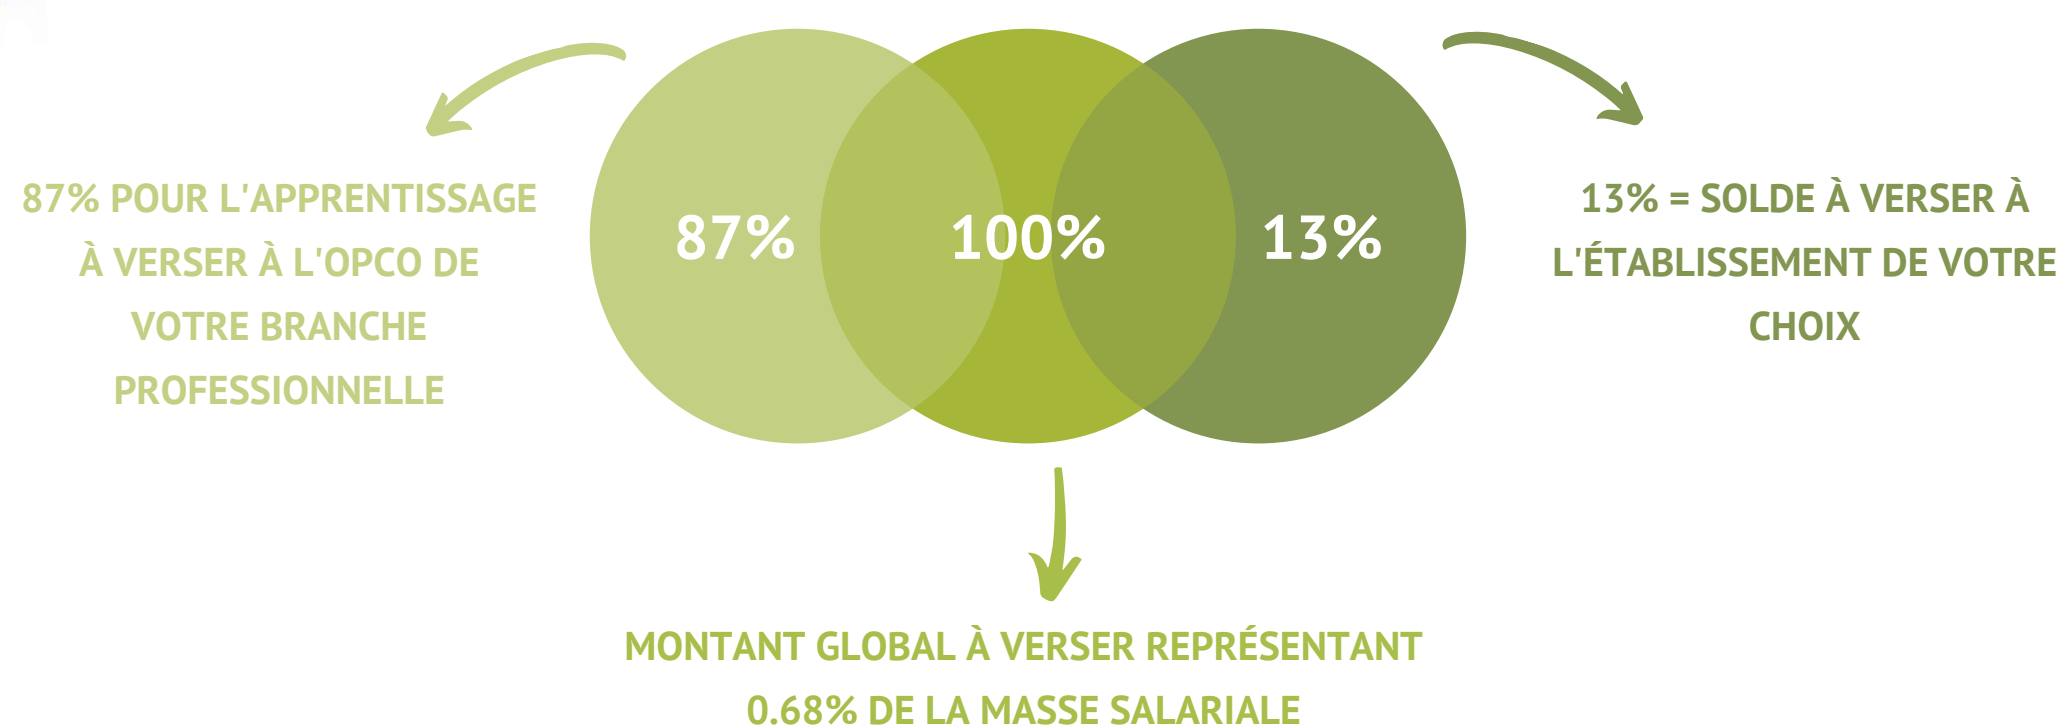 87% POUR L'APPRENTISSAGE
À VERSER À L'OPCO DE
VOTRE BRANCHE
PROFESSIONNELLE
87%
100%
13%
13% = SOLDE À VERSER À
L'ÉTABLISSEMENT DE VOTRE
CHOIX
MONTANT GLOBAL À VERSER REPRÉSENTANT
0.68% DE LA MASSE SALARIALE